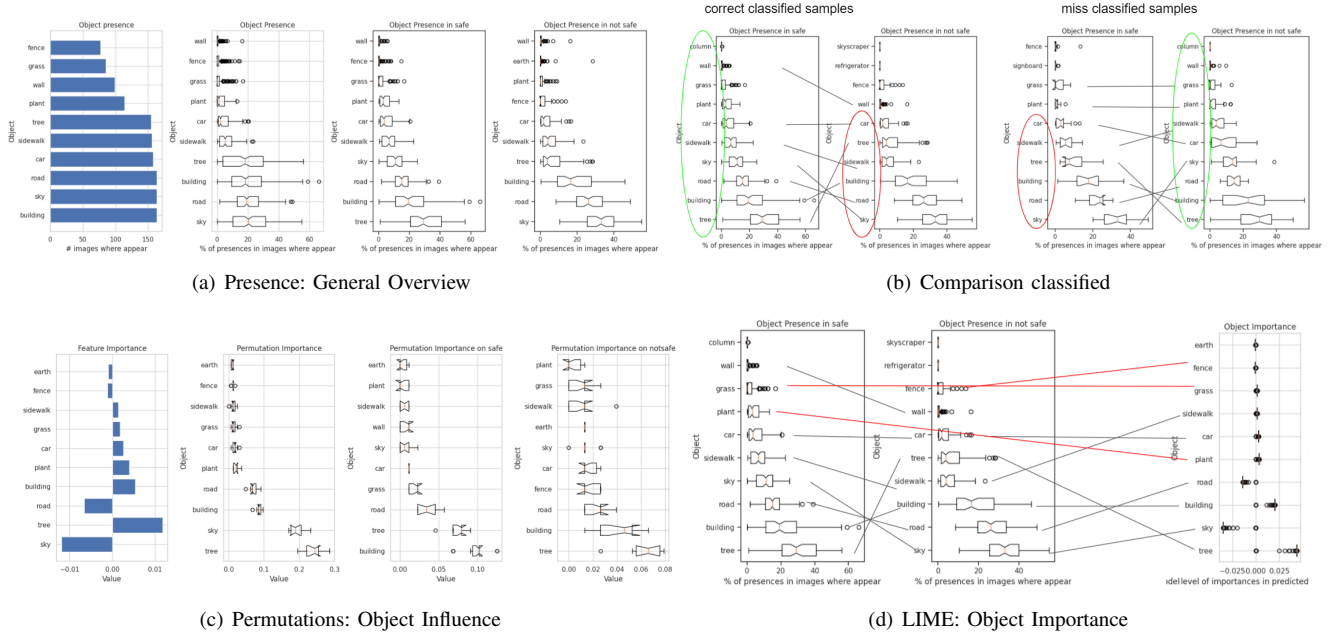 correct classified samples
miss classified samples
Object presence
Object Presence
Object Presence in safe
Object Presence in not safe
Object
fence
grass
wall
plant
tree
sidewalk
car
road
sky
building
0 50 100 150
# images where appear
Object
wall
fence
grass
plant
car
sidewalk
tree
building
road
sky
0 20 40 60
% of presences in images where appear
Object
wall
fence
grass
plant
car
sidewalk
sky
road
building
tree
0 20 40 60
% of presences in images where appear
Object
wall
earth
plant
fence
car
sidewalk
tree
building
road
sky
0 20 40
% of presences in images where appear
(a) Presence: General Overview
Object Presence in safe
Object Presence in not safe
Object Presence in safe
Object Presence in not safe
Object
column
wall
grass
plant
car
sidewalk
sky
road
building
tree
0 20 40 60
% of presences in images where appear
Object
skyscraper
refrigerator
fence
wall
car
tree
sidewalk
building
road
sky
0 20 40
% of presences in images where appear
Object
fence
signboard
grass
plant
car
sidewalk
tree
building
road
sky
0 20 40
% of presences in images where appear
Object
column
wall
grass
plant
sidewalk
car
sky
road
building
tree
0 20 40
% of presences in images where appear
(b) Comparison classified
Feature Importance
Permutation Importance
Permutation Importance on safe
Permutation Importance on notsafe
Object
earth
fence
sidewalk
grass
car
plant
building
road
tree
sky
−0.01 0.00 0.01
Value
Object
earth
fence
sidewalk
grass
car
plant
road
building
sky
tree
0.0 0.1 0.2 0.3
Value
Object
earth
plant
sidewalk
wall
sky
car
grass
road
tree
building
0.00 0.05 0.10
Value
Object
plant
grass
sidewalk
wall
sky
car
fence
road
building
tree
0.00 0.02 0.04 0.06 0.08
Value
(c) Permutations: Object Influence
Object Presence in safe
Object Presence in not safe
Object Importance
Object
column
wall
grass
plant
car
sidewalk
sky
road
building
tree
0 20 40 60
% of presences in images where appear
Object
skyscraper
refrigerator
fence
wall
car
tree
sidewalk
building
road
sky
0 20 40
% of presences in images where appear
Object
earth
fence
grass
sidewalk
car
plant
road
building
sky
tree
−0.025 0.000 0.025
del level of importances in predicted
(d) LIME: Object Importance